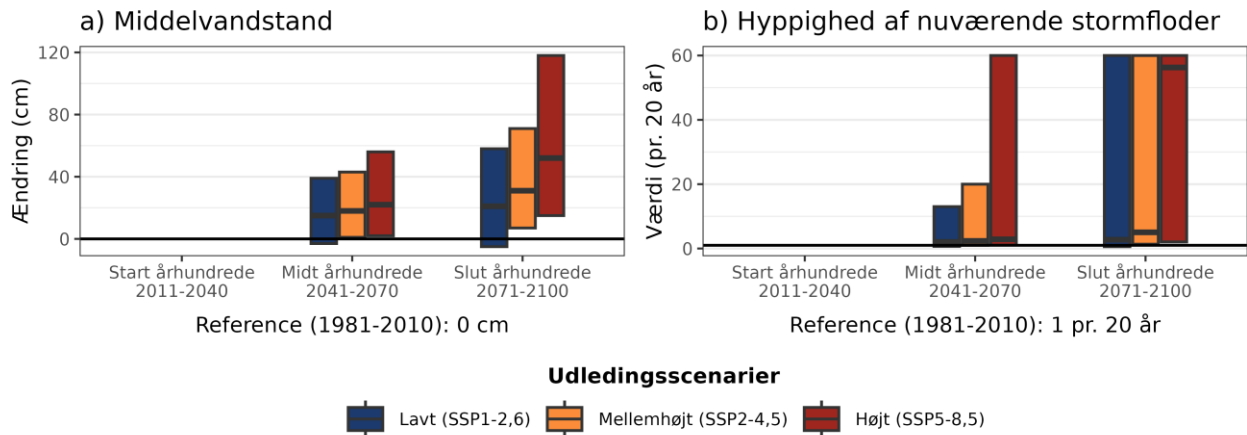 a) Middelvandstand
Ændring (cm)
120
80
40
0
Start århundrede
2011-2040
Midt århundrede
2041-2070
Slut århundrede
2071-2100
Reference (1981-2010): 0 cm
b) Hyppighed af nuværende stormfloder
Værdi (pr. 20 år)
60
40
20
0
Start århundrede
2011-2040
Midt århundrede
2041-2070
Slut århundrede
2071-2100
Reference (1981-2010): 1 pr. 20 år
Udledingsscenarier
Lavt (SSP1-2,6)
Mellemhøjt (SSP2-4,5)
Højt (SSP5-8,5)